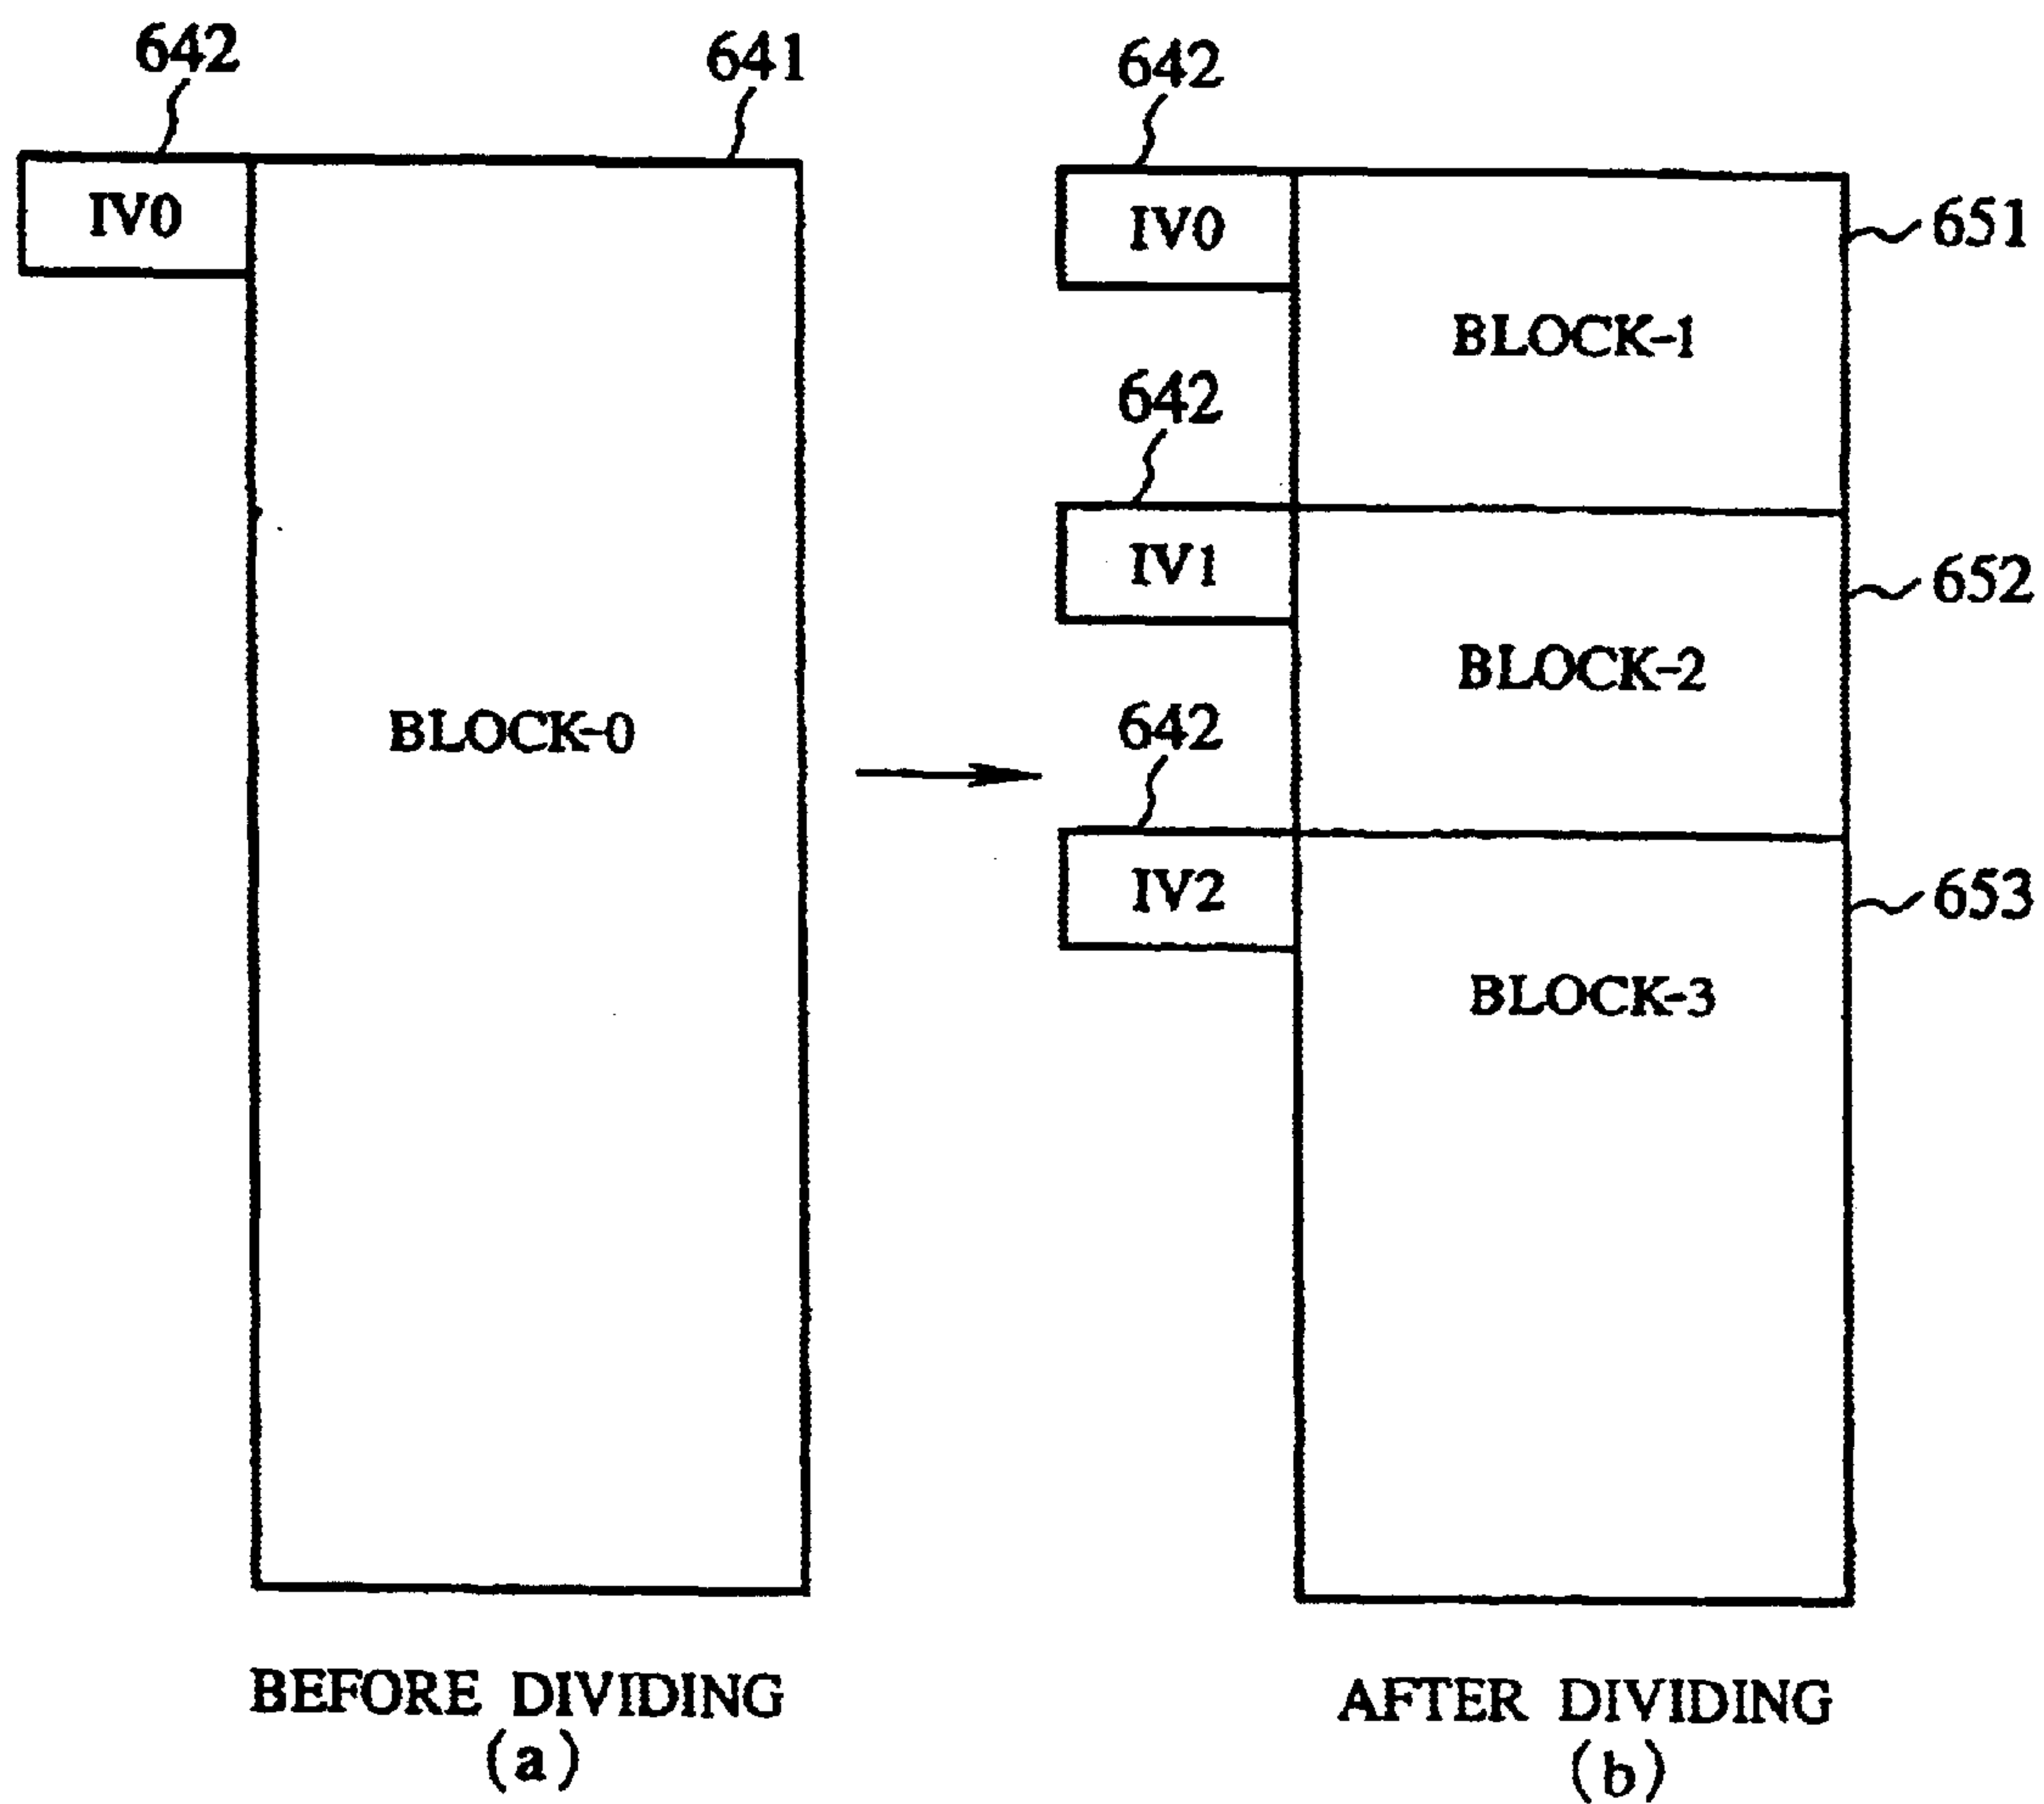 642
641
IV0
BLOCK-0
BEFORE DIVIDING
(a)
642
IV0
651
BLOCK-1
642
IV1
652
BLOCK-2
642
IV2
653
BLOCK-3
AFTER DIVIDING
(b)